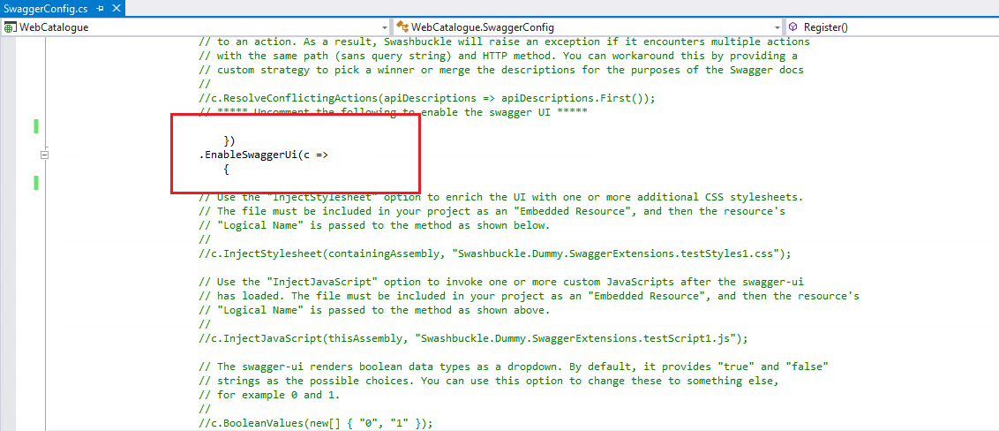 SwaggerConfig.cs
WebCatalogue
WebCatalogue.SwaggerConfig
Register()
// to an action. As a result, Swashbuckle will raise an exception if it encounters multiple actions
// with the same path (sans query string) and HTTP method. You can workaround this by providing a
// custom strategy to pick a winner or merge the descriptions for the purposes of the Swagger docs
//
//c.ResolveConflictingActions(apiDescriptions => apiDescriptions.First());
// ***** Uncomment the following to enable the swagger UI *****
})
.EnableSwaggerUi(c =>
{
// Use the "InjectStylesheet" option to enrich the UI with one or more additional CSS stylesheets.
// The file must be included in your project as an "Embedded Resource", and then the resource's
// "Logical Name" is passed to the method as shown below.
//
//c.InjectStylesheet(containingAssembly, "Swashbuckle.Dummy.SwaggerExtensions.testStyles1.css");
// Use the "InjectJavaScript" option to invoke one or more custom JavaScripts after the swagger-ui
// has loaded. The file must be included in your project as an "Embedded Resource", and then the resource's
// "Logical Name" is passed to the method as shown above.
//
//c.InjectJavaScript(thisAssembly, "Swashbuckle.Dummy.SwaggerExtensions.testScript1.js");
// The swagger-ui renders boolean data types as a dropdown. By default, it provides "true" and "false"
// strings as the possible choices. You can use this option to change these to something else,
// for example 0 and 1.
//
//c.BooleanValues(new[] { "0", "1" });